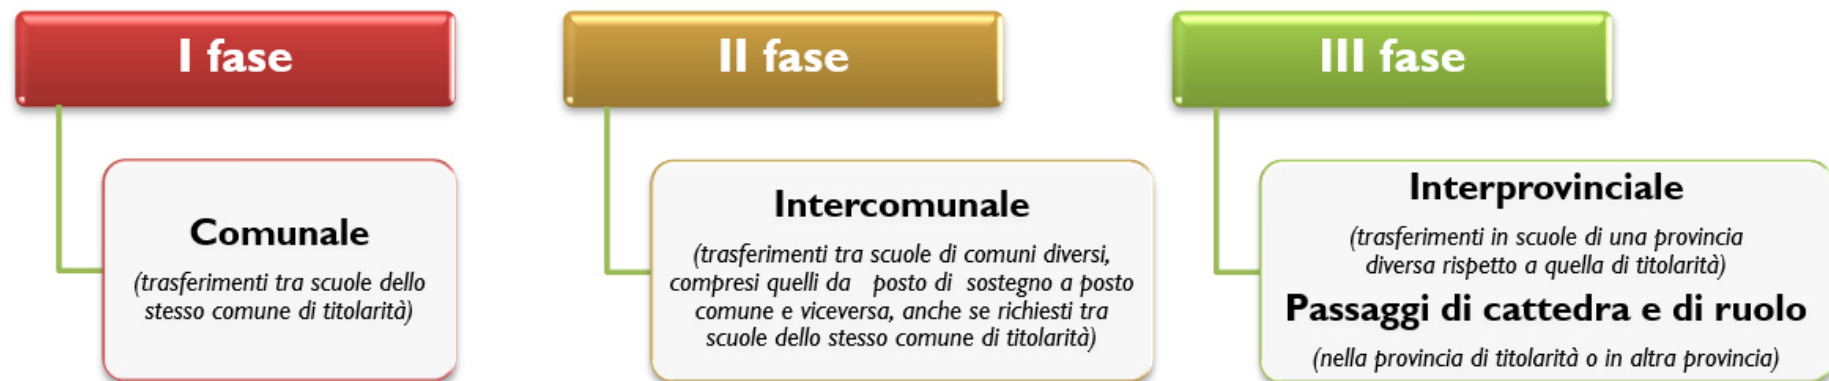 I fase
Comunale
(trasferimenti tra scuole dello
stesso comune di titolarità)
II fase
Intercomunale
(trasferimenti tra scuole di comuni diversi,
compresi quelli da posto di sostegno a posto
comune e viceversa, anche se richiesti tra
scuole dello stesso comune di titolarità)
III fase
Interprovinciale
(trasferimenti in scuole di una provincia
diversa rispetto a quella di titolarità)
Passaggi di cattedra e di ruolo
(nella provincia di titolarità o in altra provincia)